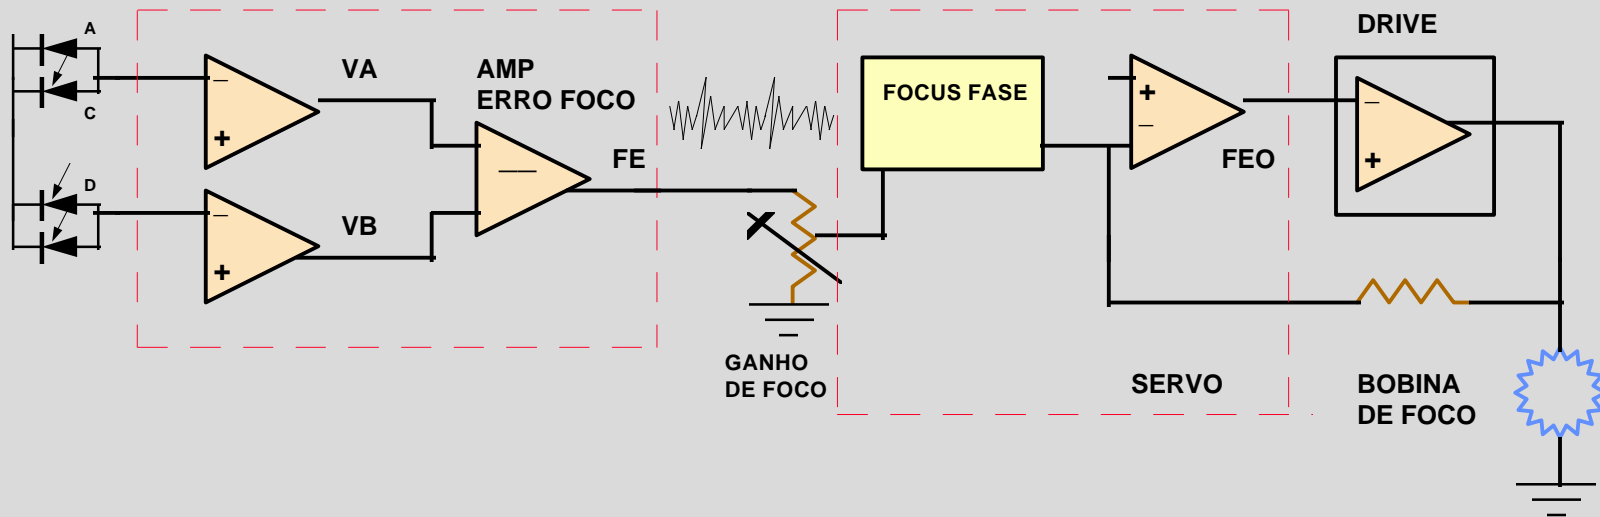 A
C
D
VA
VB
AMP
ERRO FOCO
FE
GANHO
DE FOCO
FOCUS FASE
FEO
SERVO
DRIVE
BOBINA
DE FOCO